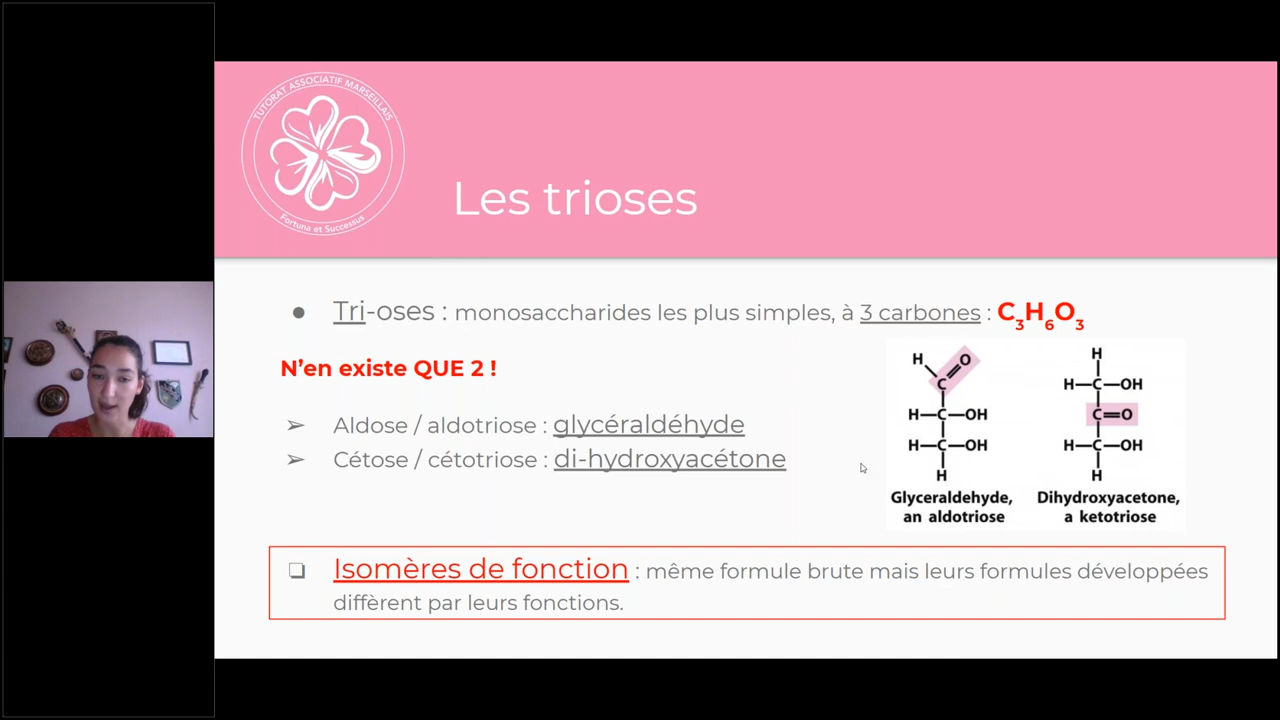 TUTORAT ASSOCIATIF MARSEILLAIS
Fortuna et Successus
Les trioses
● Tri-oses : monosaccharides les plus simples, à 3 carbones : C3H6O3
N'en existe QUE 2 !
➢ Aldose / aldotriose : glycéraldéhyde
➢ Cétose / cétotriose : di-hydroxyacétone
H O
C
H—C—OH
H—C—OH
H
Glyceraldehyde,
an aldotriose
H
H—C—OH
C=O
H—C—OH
H
Dihydroxyacetone,
a ketotriose
❏ Isomères de fonction : même formule brute mais leurs formules développées
diffèrent par leurs fonctions.